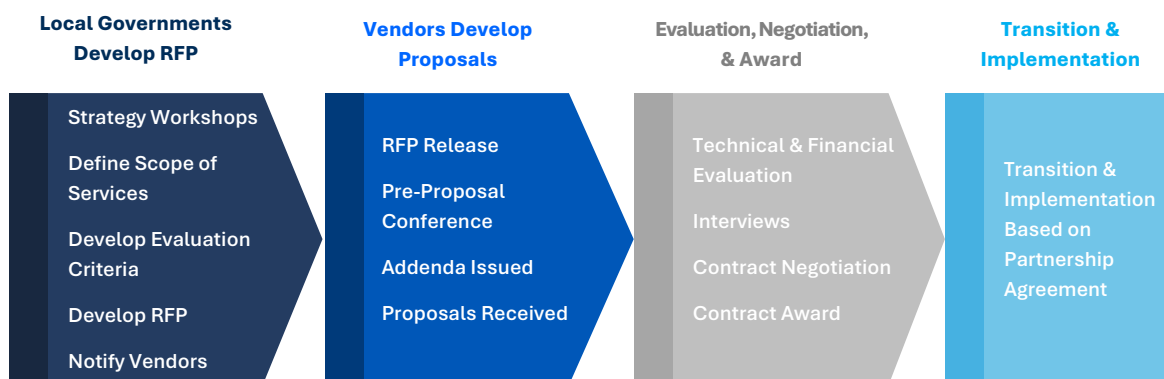 Local Governments
Develop RFP
Strategy Workshops
Define Scope of
Services
Develop Evaluation
Criteria
Develop RFP
Notify Vendors
Vendors Develop
Proposals
RFP Release
Pre-Proposal
Conference
Addenda Issued
Proposals Received
Evaluation, Negotiation,
& Award
Technical & Financial
Evaluation
Interviews
Contract Negotiation
Contract Award
Transition &
Implementation
Transition &
Implementation
Based on
Partnership
Agreement